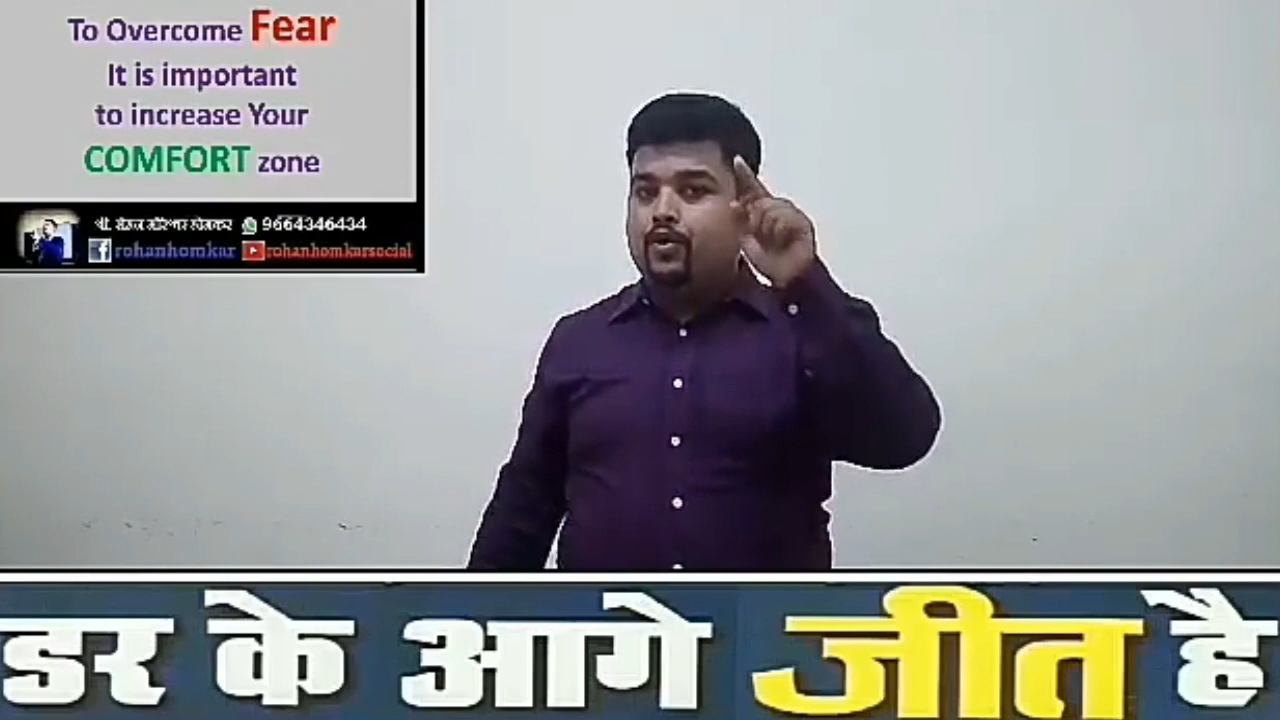 To Overcome Fear
It is important
to increase Your
COMFORT zone
श्री. 9664346434
rohanhomkar rohanhomkarsocial
डर के आगे जीत है